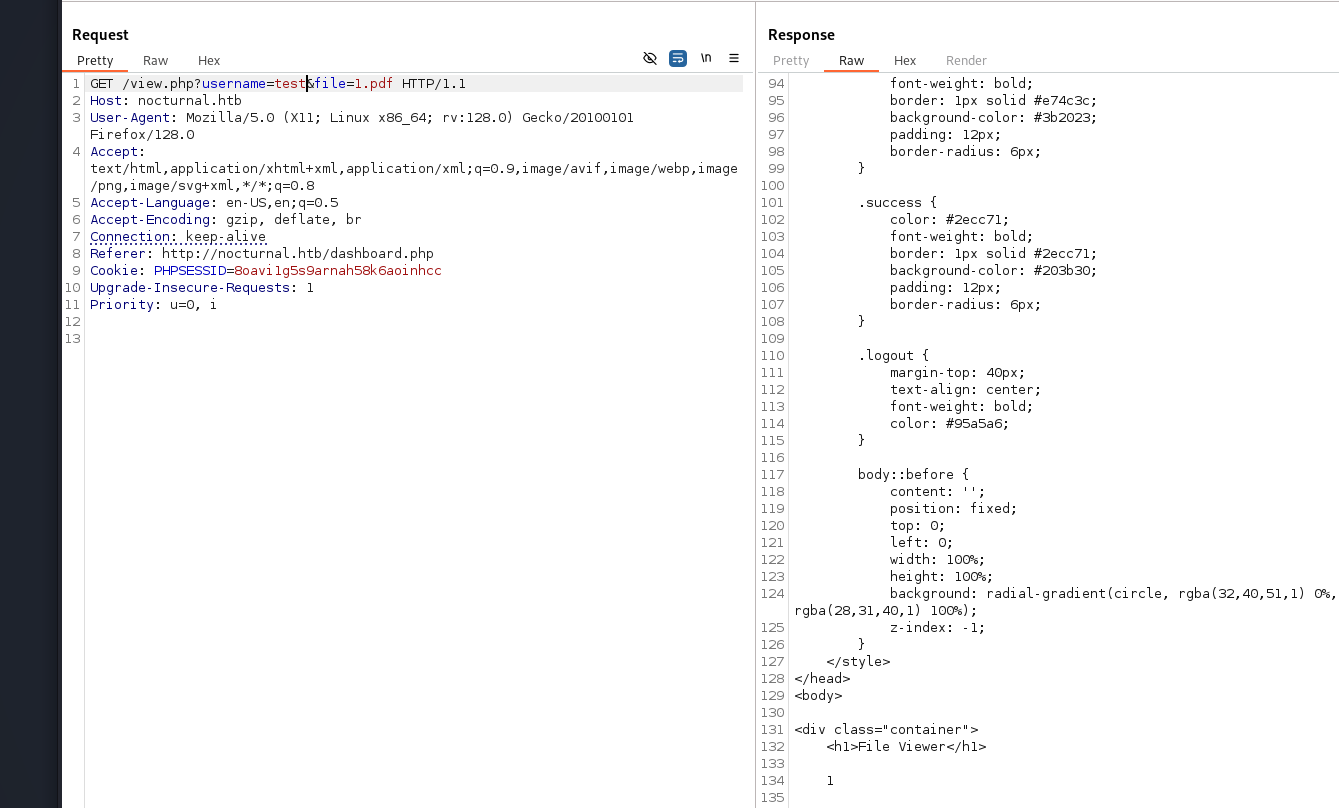 Request
Pretty Raw Hex
\n
1 GET /view.php?username=test&file=1.pdf HTTP/1.1
2 Host: nocturnal.htb
3 User-Agent: Mozilla/5.0 (X11; Linux x86_64; rv:128.0) Gecko/20100101
Firefox/128.0
4 Accept:
text/html,application/xhtml+xml,application/xml;q=0.9,image/avif,image/webp,image
/png,image/svg+xml,*/*;q=0.8
5 Accept-Language: en-US,en;q=0.5
6 Accept-Encoding: gzip, deflate, br
7 Connection: keep-alive
8 Referer: http://nocturnal.htb/dashboard.php
9 Cookie: PHPSESSID=8oavi1g5s9arnah58k6aoinhcc
10 Upgrade-Insecure-Requests: 1
11 Priority: u=0, i
12
13
Response
Pretty Raw Hex Render
94 font-weight: bold;
95 border: 1px solid #e74c3c;
96 background-color: #3b2023;
97 padding: 12px;
98 border-radius: 6px;
99 }
100
101 .success {
102 color: #2ecc71;
103 font-weight: bold;
104 border: 1px solid #2ecc71;
105 background-color: #203b30;
106 padding: 12px;
107 border-radius: 6px;
108 }
109
110 .logout {
111 margin-top: 40px;
112 text-align: center;
113 font-weight: bold;
114 color: #95a5a6;
115 }
116
117 body::before {
118 content: '';
119 position: fixed;
120 top: 0;
121 left: 0;
122 width: 100%;
123 height: 100%;
124 background: radial-gradient(circle, rgba(32,40,51,1) 0%,
rgba(28,31,40,1) 100%);
125 z-index: -1;
126 }
127 </style>
128 </head>
129 <body>
130
131 <div class="container">
132 <h1>File Viewer</h1>
133
134 1
135